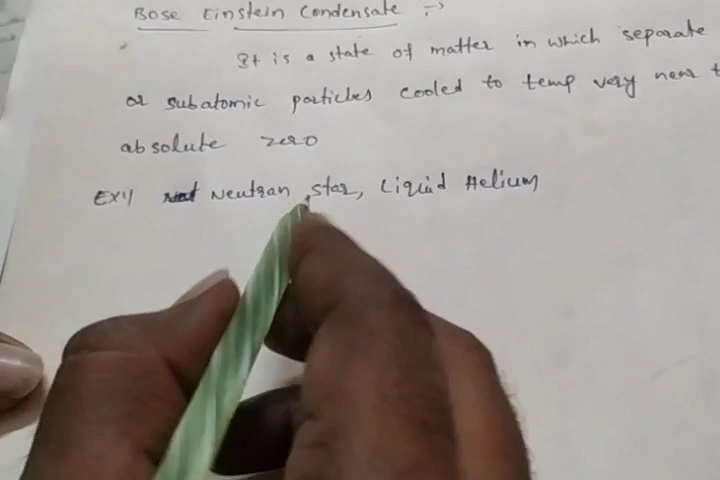 Bose Einstein Condensate :->
It is a state of matter in which separate
or subatomic particles cooled to temp very near t
absolute zero
Ex:) Neutran star, Liquid Helium